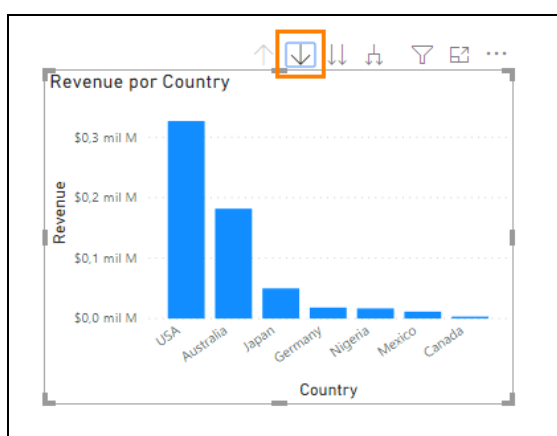 Revenue por Country
$0,3 mil M
$0,2 mil M
$0,1 mil M
$0,0 mil M
Revenue
USA
Australia
Japan
Germany
Nigeria
Mexico
Canada
Country